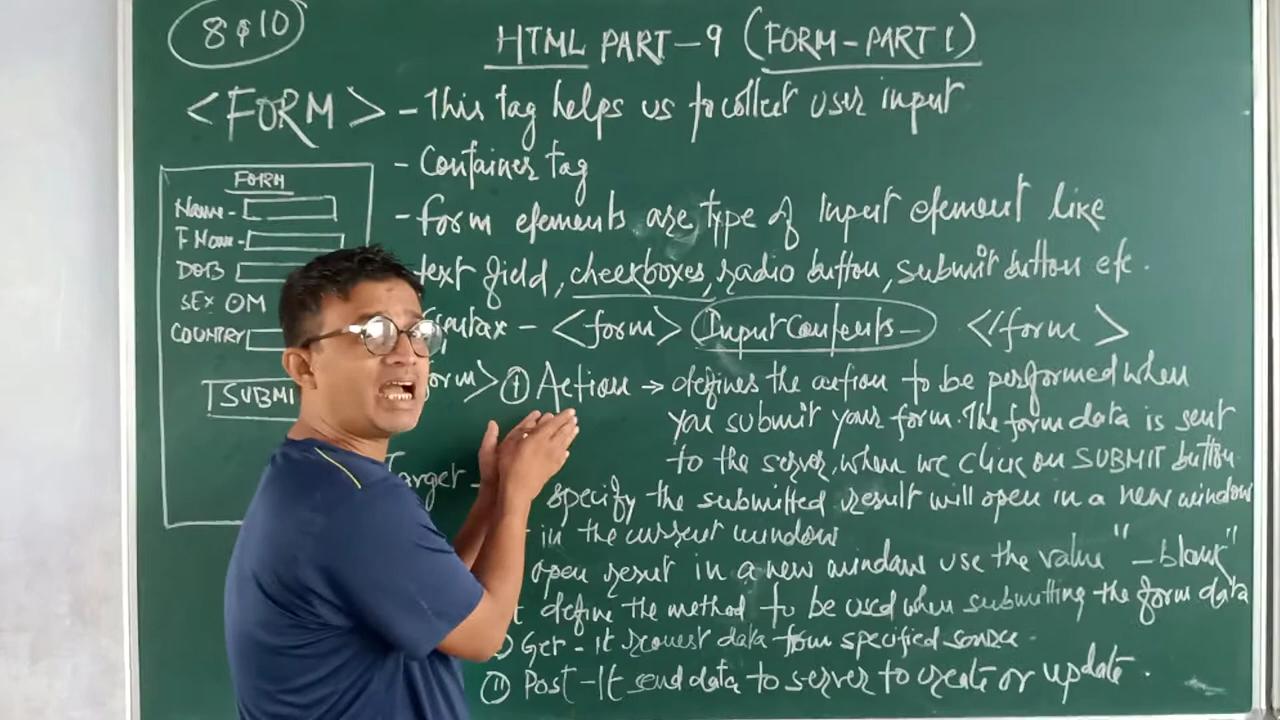 8 & 10
HTML PART-9 (FORM-PART 1)
<FORM> - This tag helps us to collect user input
- Container tag
- form elements are type of Input element like
text field, checkboxes, radio button, submit button etc.
syntax - <form> Input Contents - </form>
form> ① Action → defines the action to be performed when
you submit your form. The form data is sent
to the server, when we click on SUBMIT button
Target -
specify the submitted result will open in a new window
in the current window
open result in a new window use the value "_blank"
define the method to be used when submitting the form data
Get - It request data from specified source.
⑪ Post - It send data to server to create or update.
FORM
Name -
F Name -
DOB
SEX O M
COUNTRY
SUBMI